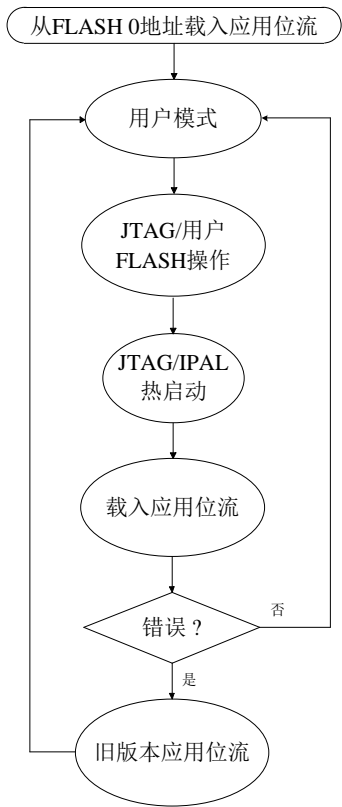 从FLASH 0地址载入应用位流
用户模式
JTAG/用户
FLASH操作
JTAG/IPAL
热启动
载入应用位流
错误?
否
是
旧版本应用位流